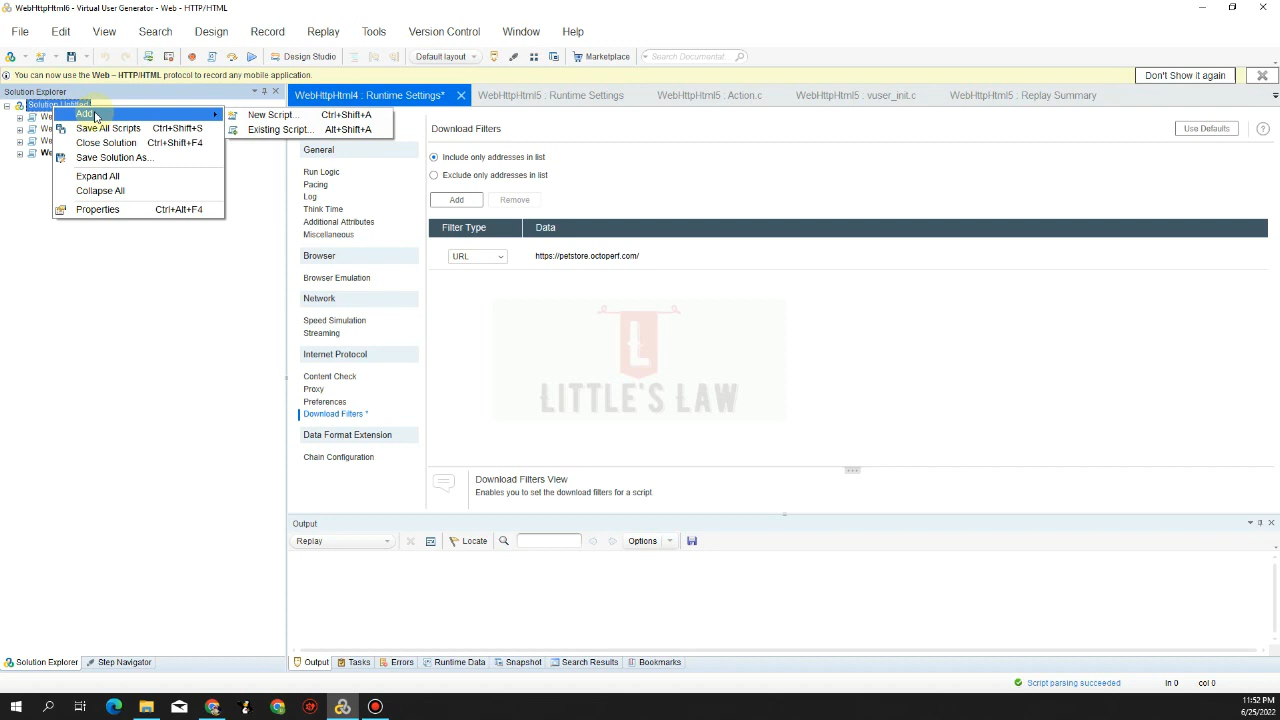 WebHttpHtml6 - Virtual User Generator - Web - HTTP/HTML
File Edit View Search Design Record Replay Tools Version Control Window Help
Design Studio Default layout Marketplace Search Documentat
You can now use the Web – HTTP/HTML protocol to record any mobile application. Don't Show it again
Solution Explorer
WebHttpHtml4 : Runtime Settings* WebHttpHtml5 : Runtime Settings WebHttpHtml5 : Action.c WebHttpHtml5 : vuser_init.c WebHttpHtml5 : Replay Summary
Solution Untitled
We
We
We
We
Add
Save All Scripts Ctrl+Shift+S
Close Solution Ctrl+Shift+F4
Save Solution As...
Expand All
Collapse All
Properties Ctrl+Alt+F4
New Script... Ctrl+Shift+A
Existing Script... Alt+Shift+A
General
Run Logic
Pacing
Log
Think Time
Additional Attributes
Miscellaneous
Browser
Browser Emulation
Network
Speed Simulation
Streaming
Internet Protocol
Content Check
Proxy
Preferences
Download Filters *
Data Format Extension
Chain Configuration
Download Filters Use Defaults
Include only addresses in list
Exclude only addresses in list
Add Remove
Filter Type Data
URL https://petstore.octoperf.com/
L
LITTLE'S LAW
Download Filters View
Enables you to set the download filters for a script.
Output
Replay Locate Options
Solution Explorer Step Navigator Output Tasks Errors Runtime Data Snapshot Search Results Bookmarks
Script parsing succeeded ln 0 col 0
11:52 PM
6/25/2022